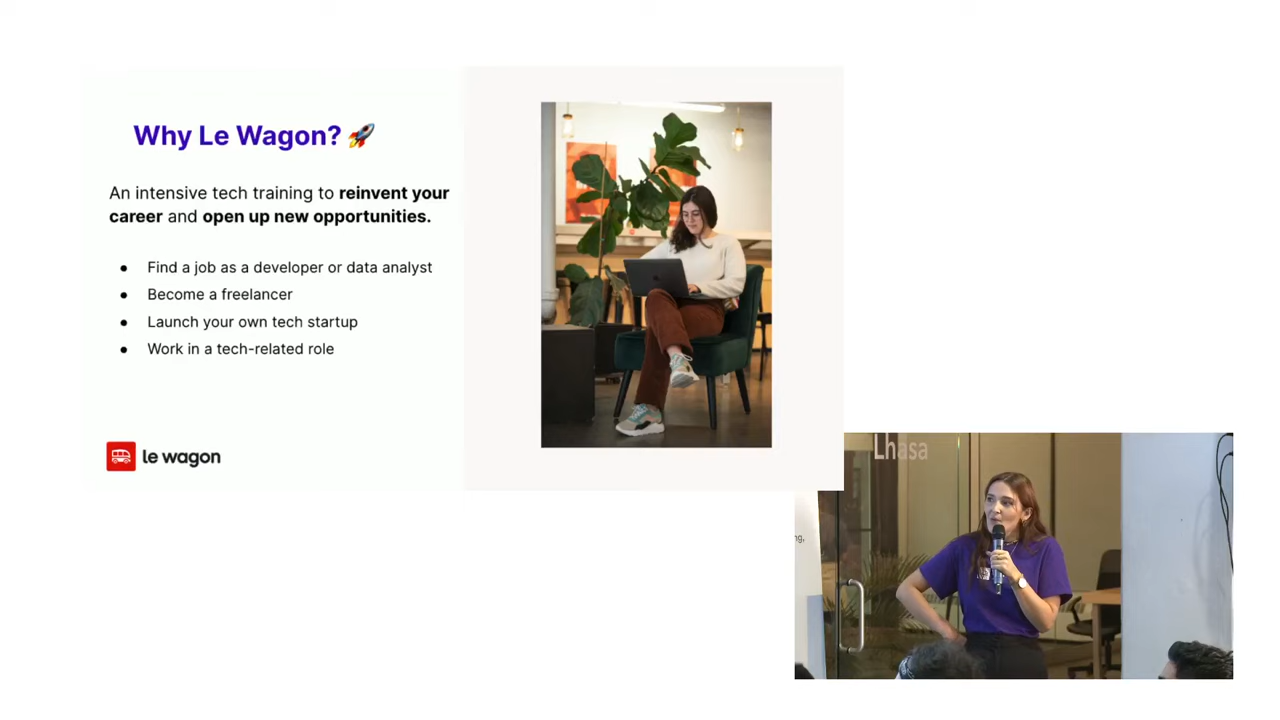 Why Le Wagon? 🚀
An intensive tech training to reinvent your
career and open up new opportunities.
● Find a job as a developer or data analyst
● Become a freelancer
● Launch your own tech startup
● Work in a tech-related role
le wagon
Lhasa
ng,